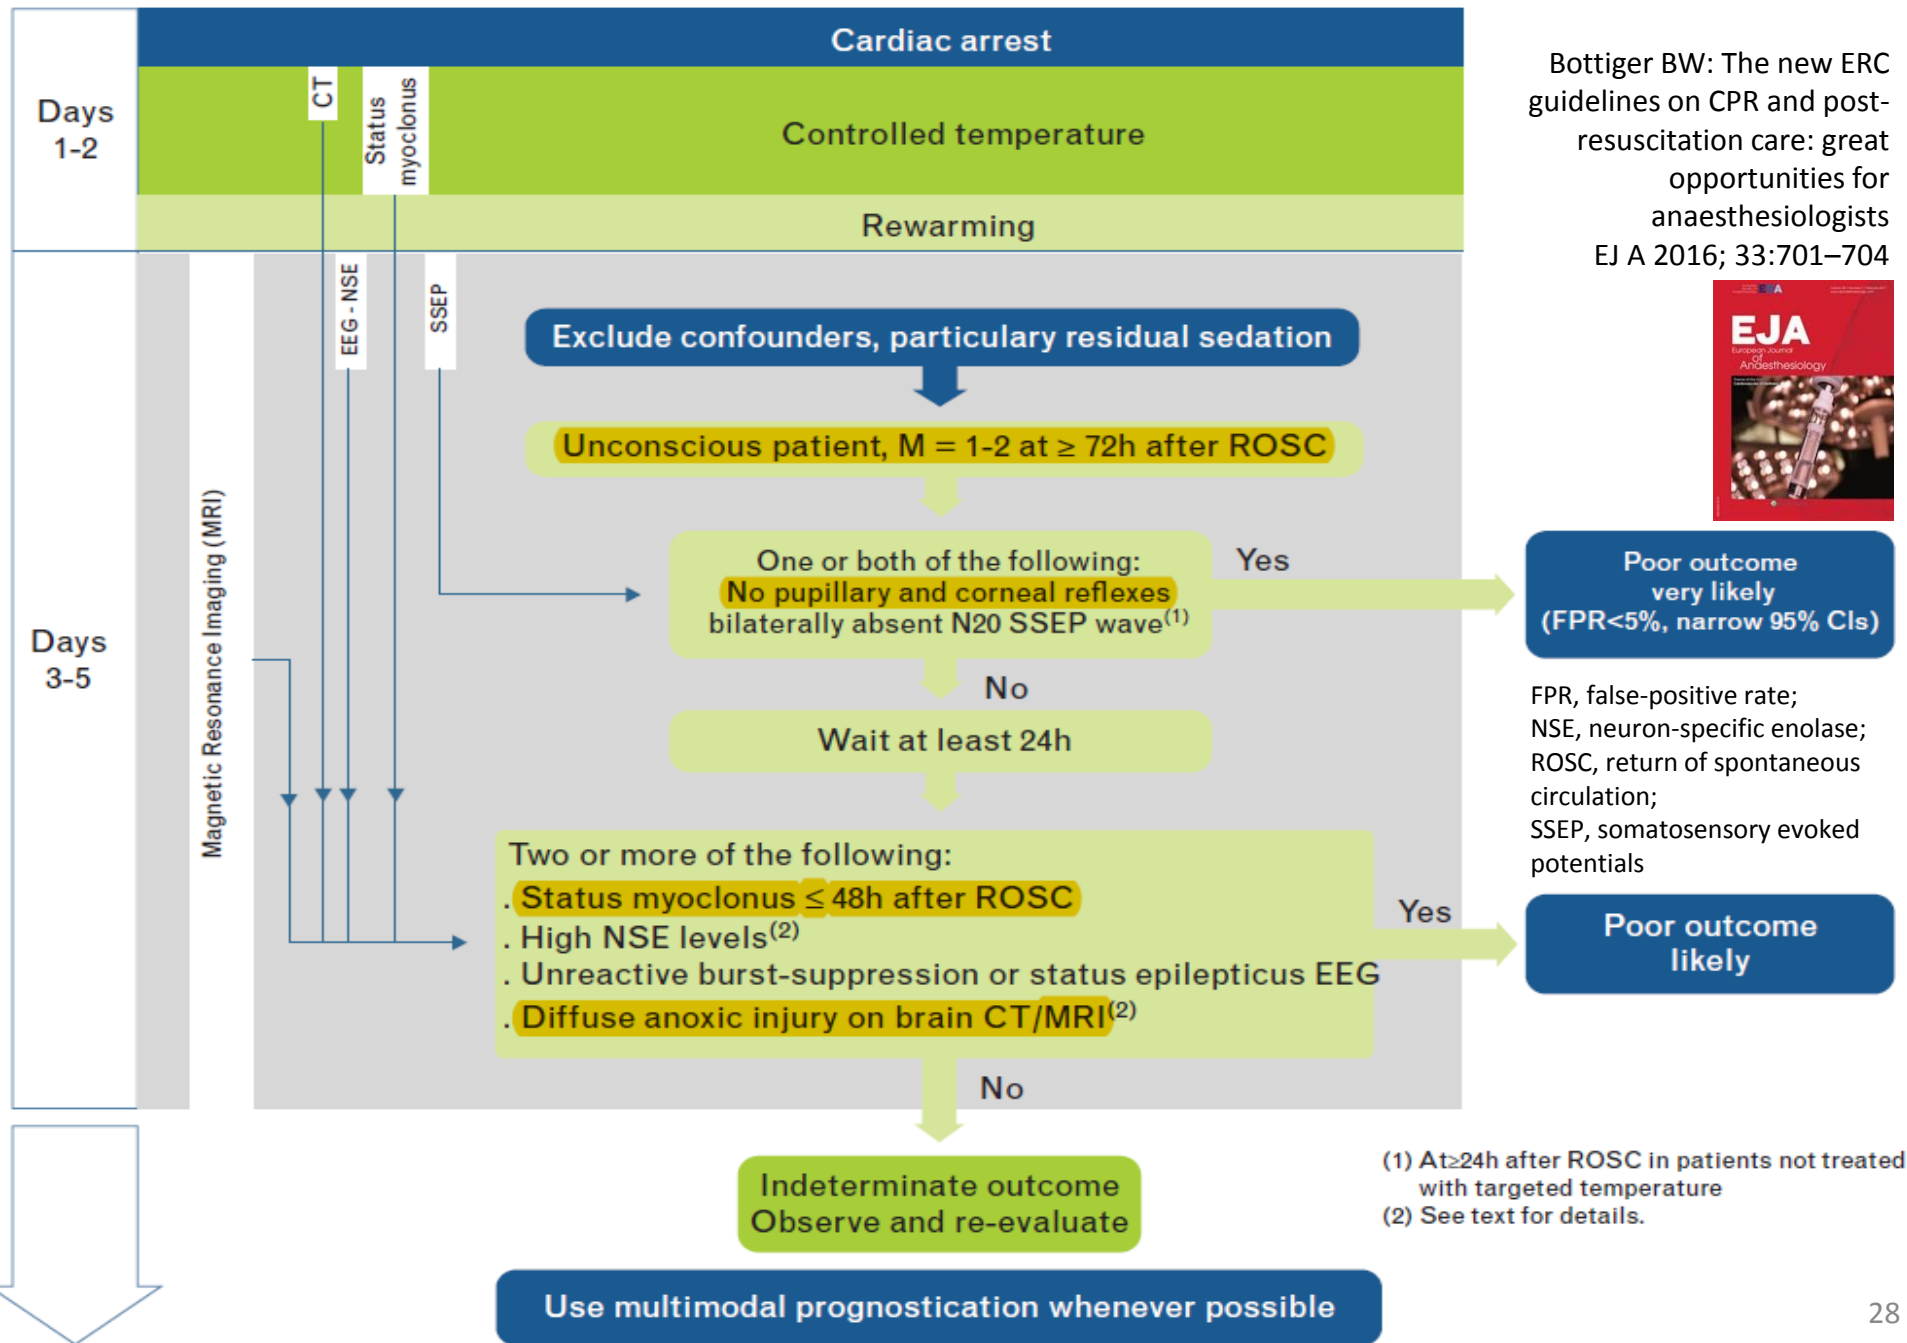 Cardiac arrest
Days
1-2
CT
Status
myoclonus
Controlled temperature
Rewarming
Bottiger BW: The new ERC
guidelines on CPR and post-
resuscitation care: great
opportunities for
anaesthesiologists
EJ A 2016; 33:701–704
EJA
EJA
European Journal
of
Anaesthesiology
Days
3-5
Magnetic Resonance Imaging (MRI)
EEG - NSE
SSEP
Exclude confounders, particulary residual sedation
Unconscious patient, M = 1-2 at ≥ 72h after ROSC
One or both of the following:
No pupillary and corneal reflexes
bilaterally absent N20 SSEP wave(1)
Yes
Poor outcome
very likely
(FPR<5%, narrow 95% CIs)
No
Wait at least 24h
FPR, false-positive rate;
NSE, neuron-specific enolase;
ROSC, return of spontaneous
circulation;
SSEP, somatosensory evoked
potentials
Two or more of the following:
. Status myoclonus ≤ 48h after ROSC
. High NSE levels(2)
. Unreactive burst-suppression or status epilepticus EEG
. Diffuse anoxic injury on brain CT/MRI(2)
Yes
Poor outcome
likely
No
Indeterminate outcome
Observe and re-evaluate
(1) At≥24h after ROSC in patients not treated
with targeted temperature
(2) See text for details.
Use multimodal prognostication whenever possible
28